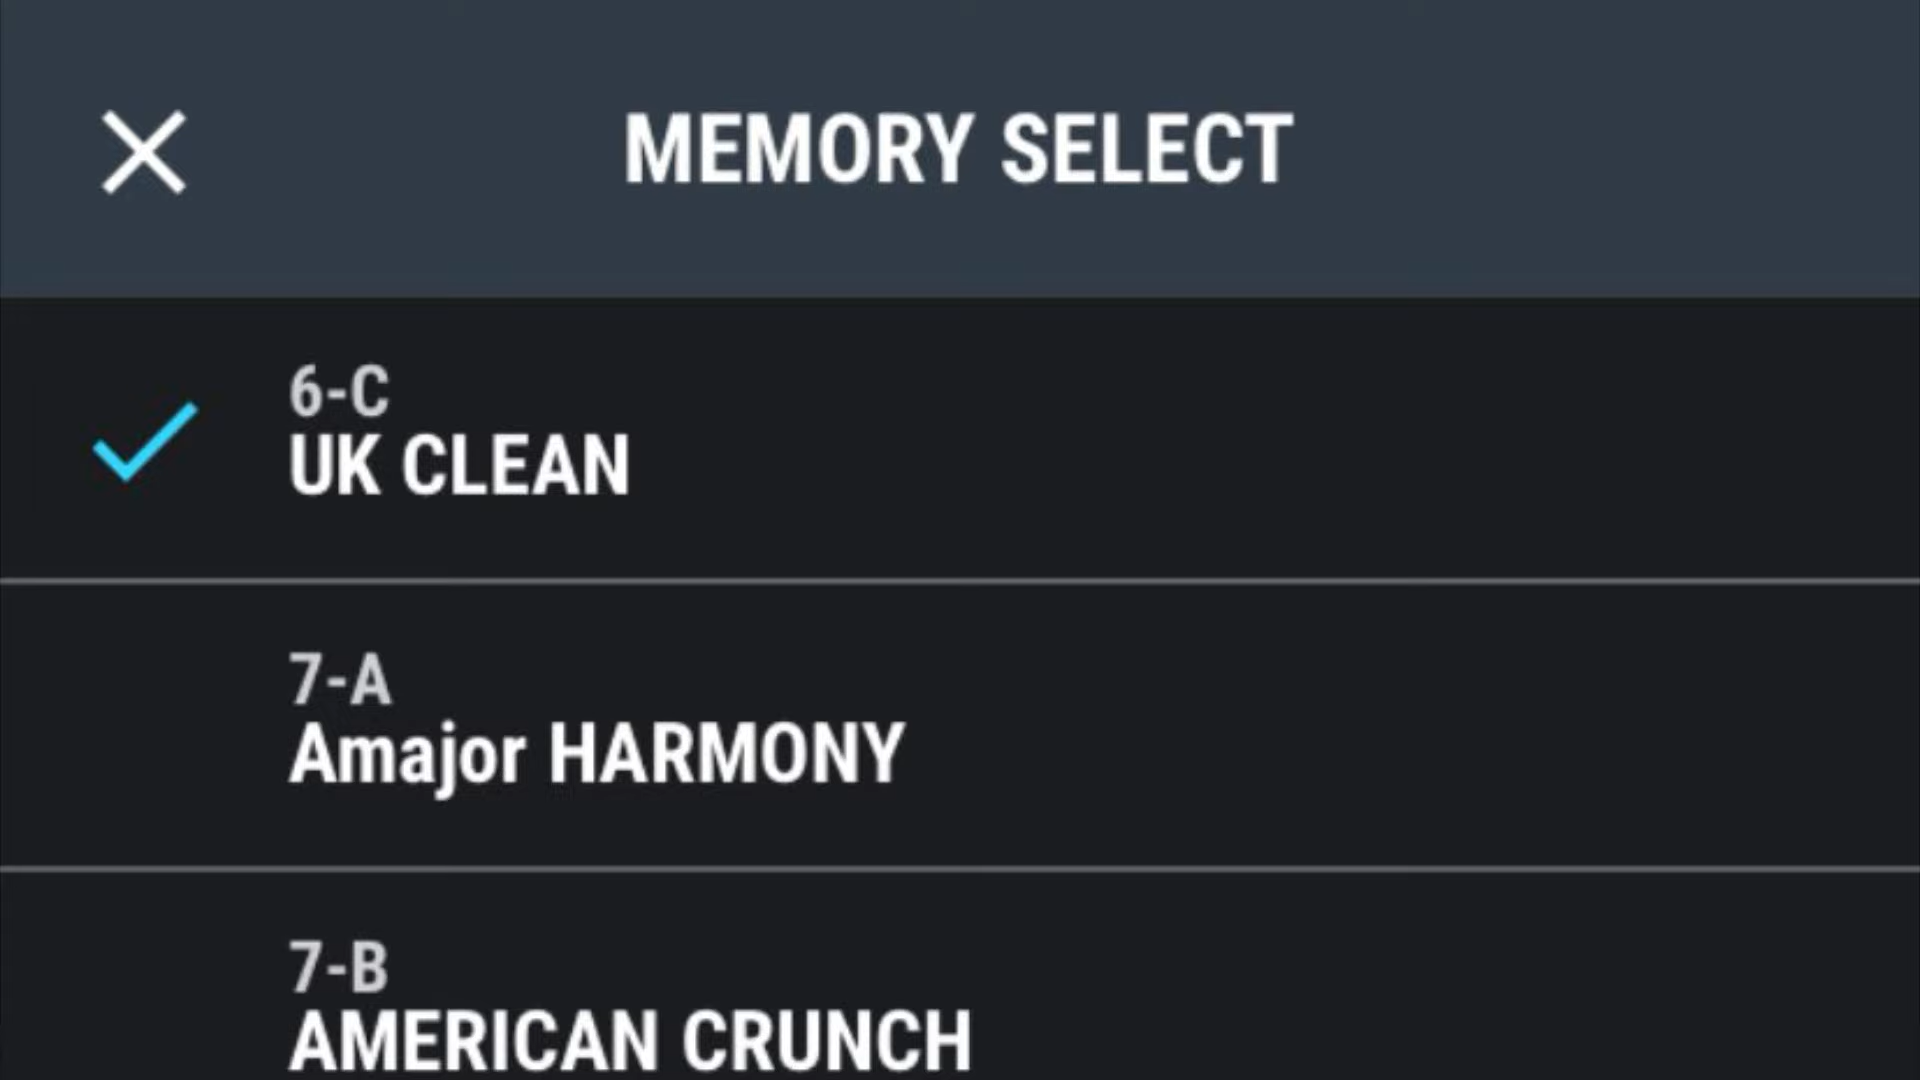 MEMORY SELECT
6-C
UK CLEAN
7-A
Amajor HARMONY
7-B
AMERICAN CRUNCH